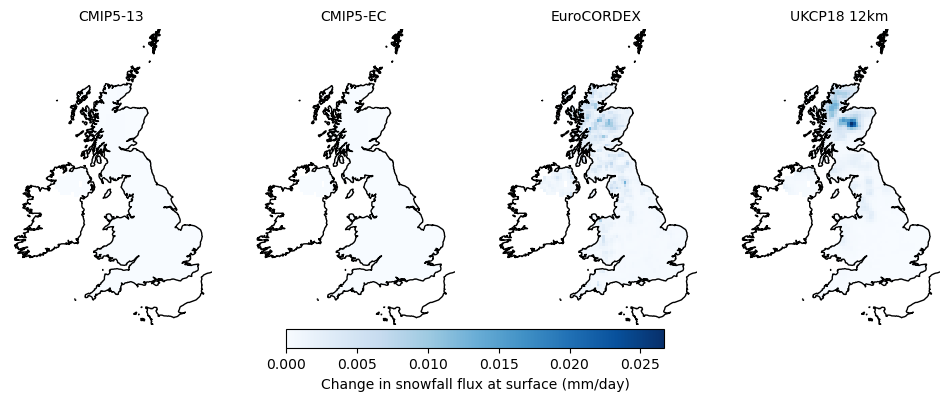 CMIP5-13 CMIP5-EC EuroCORDEX UKCP18 12km
0.000 0.005 0.010 0.015 0.020 0.025
Change in snowfall flux at surface (mm/day)